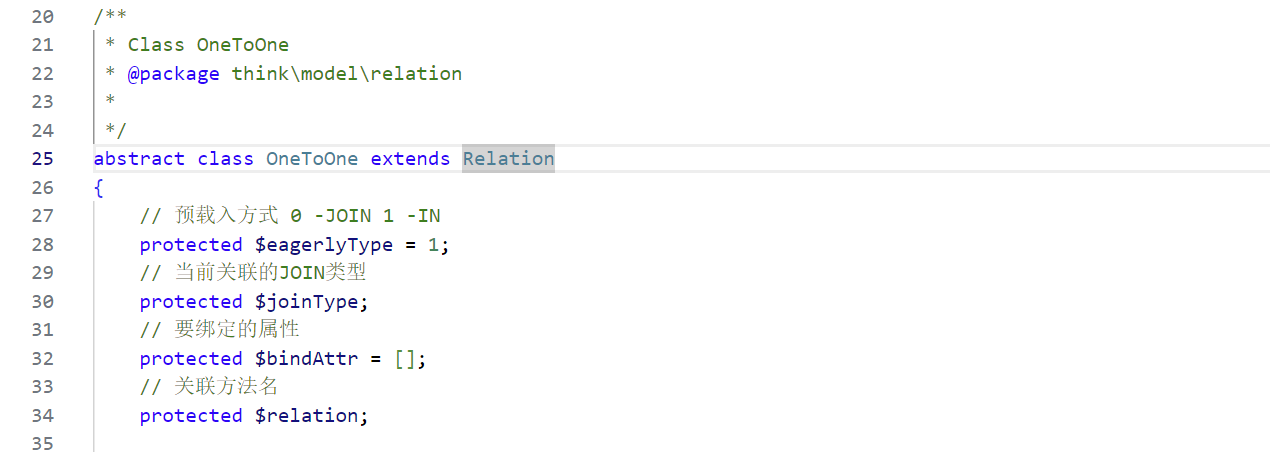 20 /**
21  * Class OneToOne
22  * @package think\model\relation
23  *
24  */
25 abstract class OneToOne extends Relation
26 {
27     // 预载入方式 0 -JOIN 1 -IN
28     protected $eagerlyType = 1;
29     // 当前关联的JOIN类型
30     protected $joinType;
31     // 要绑定的属性
32     protected $bindAttr = [];
33     // 关联方法名
34     protected $relation;
35